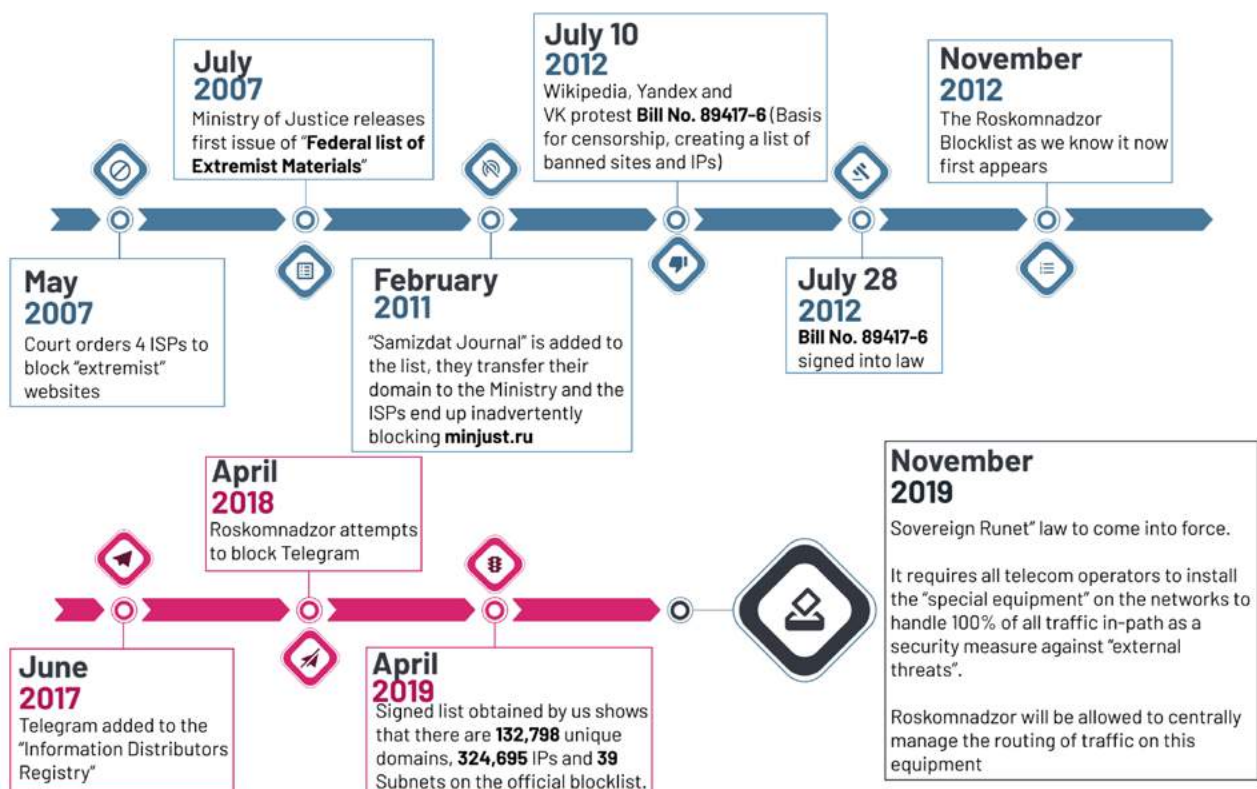 May
2007
Court orders 4 ISPs to
block “extremist”
websites
July
2007
Ministry of Justice releases
first issue of “Federal list of
Extremist Materials”
February
2011
“Samizdat Journal” is added to
the list, they transfer their
domain to the Ministry and the
ISPs end up inadvertently
blocking minjust.ru
July 10
2012
Wikipedia, Yandex and
VK protest Bill No. 89417-6 (Basis
for censorship, creating a list of
banned sites and IPs)
July 28
2012
Bill No. 89417-6
signed into law
November
2012
The Roskomnadzor
Blocklist as we know it now
first appears
June
2017
Telegram added to the
“Information Distributors
Registry”
April
2018
Roskomnadzor attempts
to block Telegram
April
2019
Signed list obtained by us shows
that there are 132,798 unique
domains, 324,695 IPs and 39
Subnets on the official blocklist.
November
2019
Sovereign Runet” law to come into force.
It requires all telecom operators to install
the “special equipment” on the networks to
handle 100% of all traffic in-path as a
security measure against “external
threats”.
Roskomnadzor will be allowed to centrally
manage the routing of traffic on this
equipment